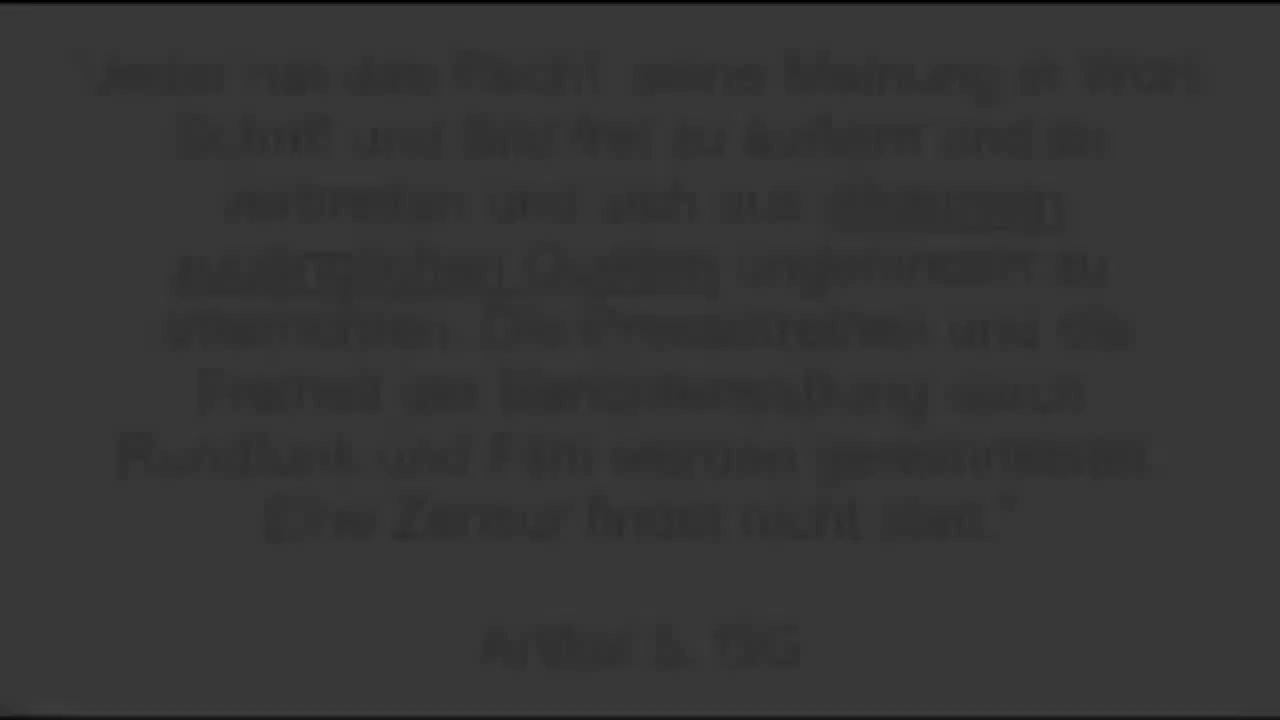 "Jeder hat das Recht, seine Meinung in Wort,
Schrift und Bild frei zu äußern und zu
verbreiten und sich aus allgemein
zugänglichen Quellen ungehindert zu
unterrichten. Die Pressefreiheit und die
Freiheit der Berichterstattung durch
Rundfunk und Film werden gewährleistet.
Eine Zensur findet nicht statt."
Artikel 5, GG